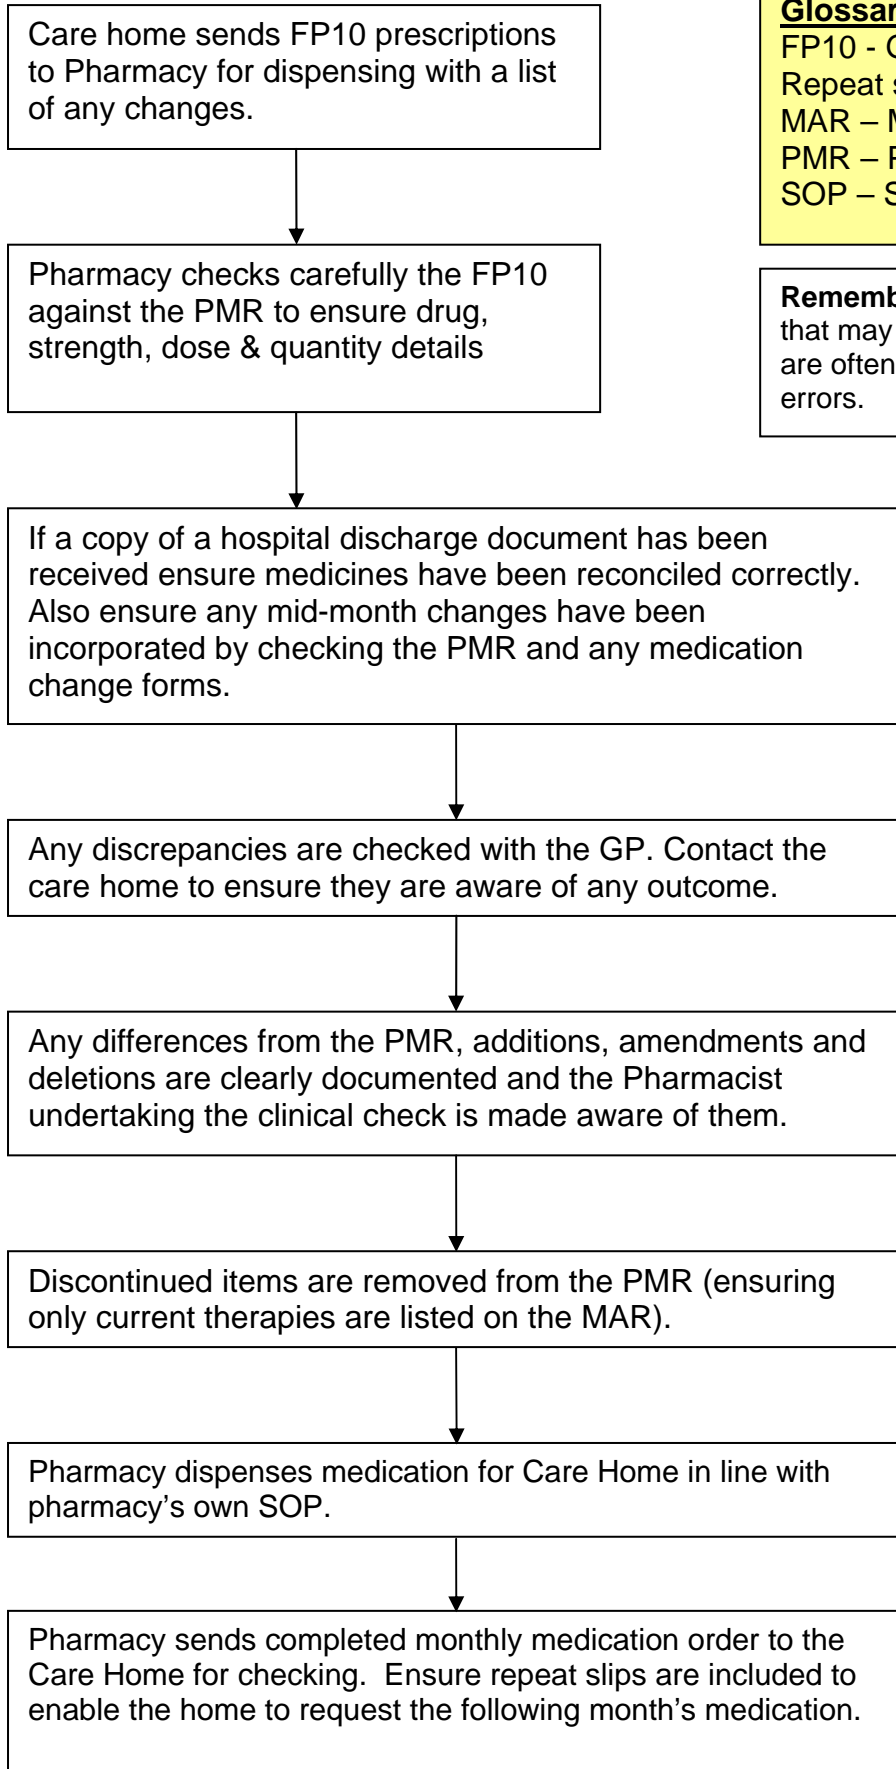 Care home sends FP10 prescriptions
to Pharmacy for dispensing with a list
of any changes.
Pharmacy checks carefully the FP10
against the PMR to ensure drug,
strength, dose & quantity details
If a copy of a hospital discharge document has been
received ensure medicines have been reconciled correctly.
Also ensure any mid-month changes have been
incorporated by checking the PMR and any medication
change forms.
Any discrepancies are checked with the GP. Contact the
care home to ensure they are aware of any outcome.
Any differences from the PMR, additions, amendments and
deletions are clearly documented and the Pharmacist
undertaking the clinical check is made aware of them.
Discontinued items are removed from the PMR (ensuring
only current therapies are listed on the MAR).
Pharmacy dispenses medication for Care Home in line with
pharmacy’s own SOP.
Pharmacy sends completed monthly medication order to the
Care Home for checking.  Ensure repeat slips are included to
enable the home to request the following month’s medication.
FP10 -
Repeat
MAR –
PMR –
SOP –
that may
are often
errors.